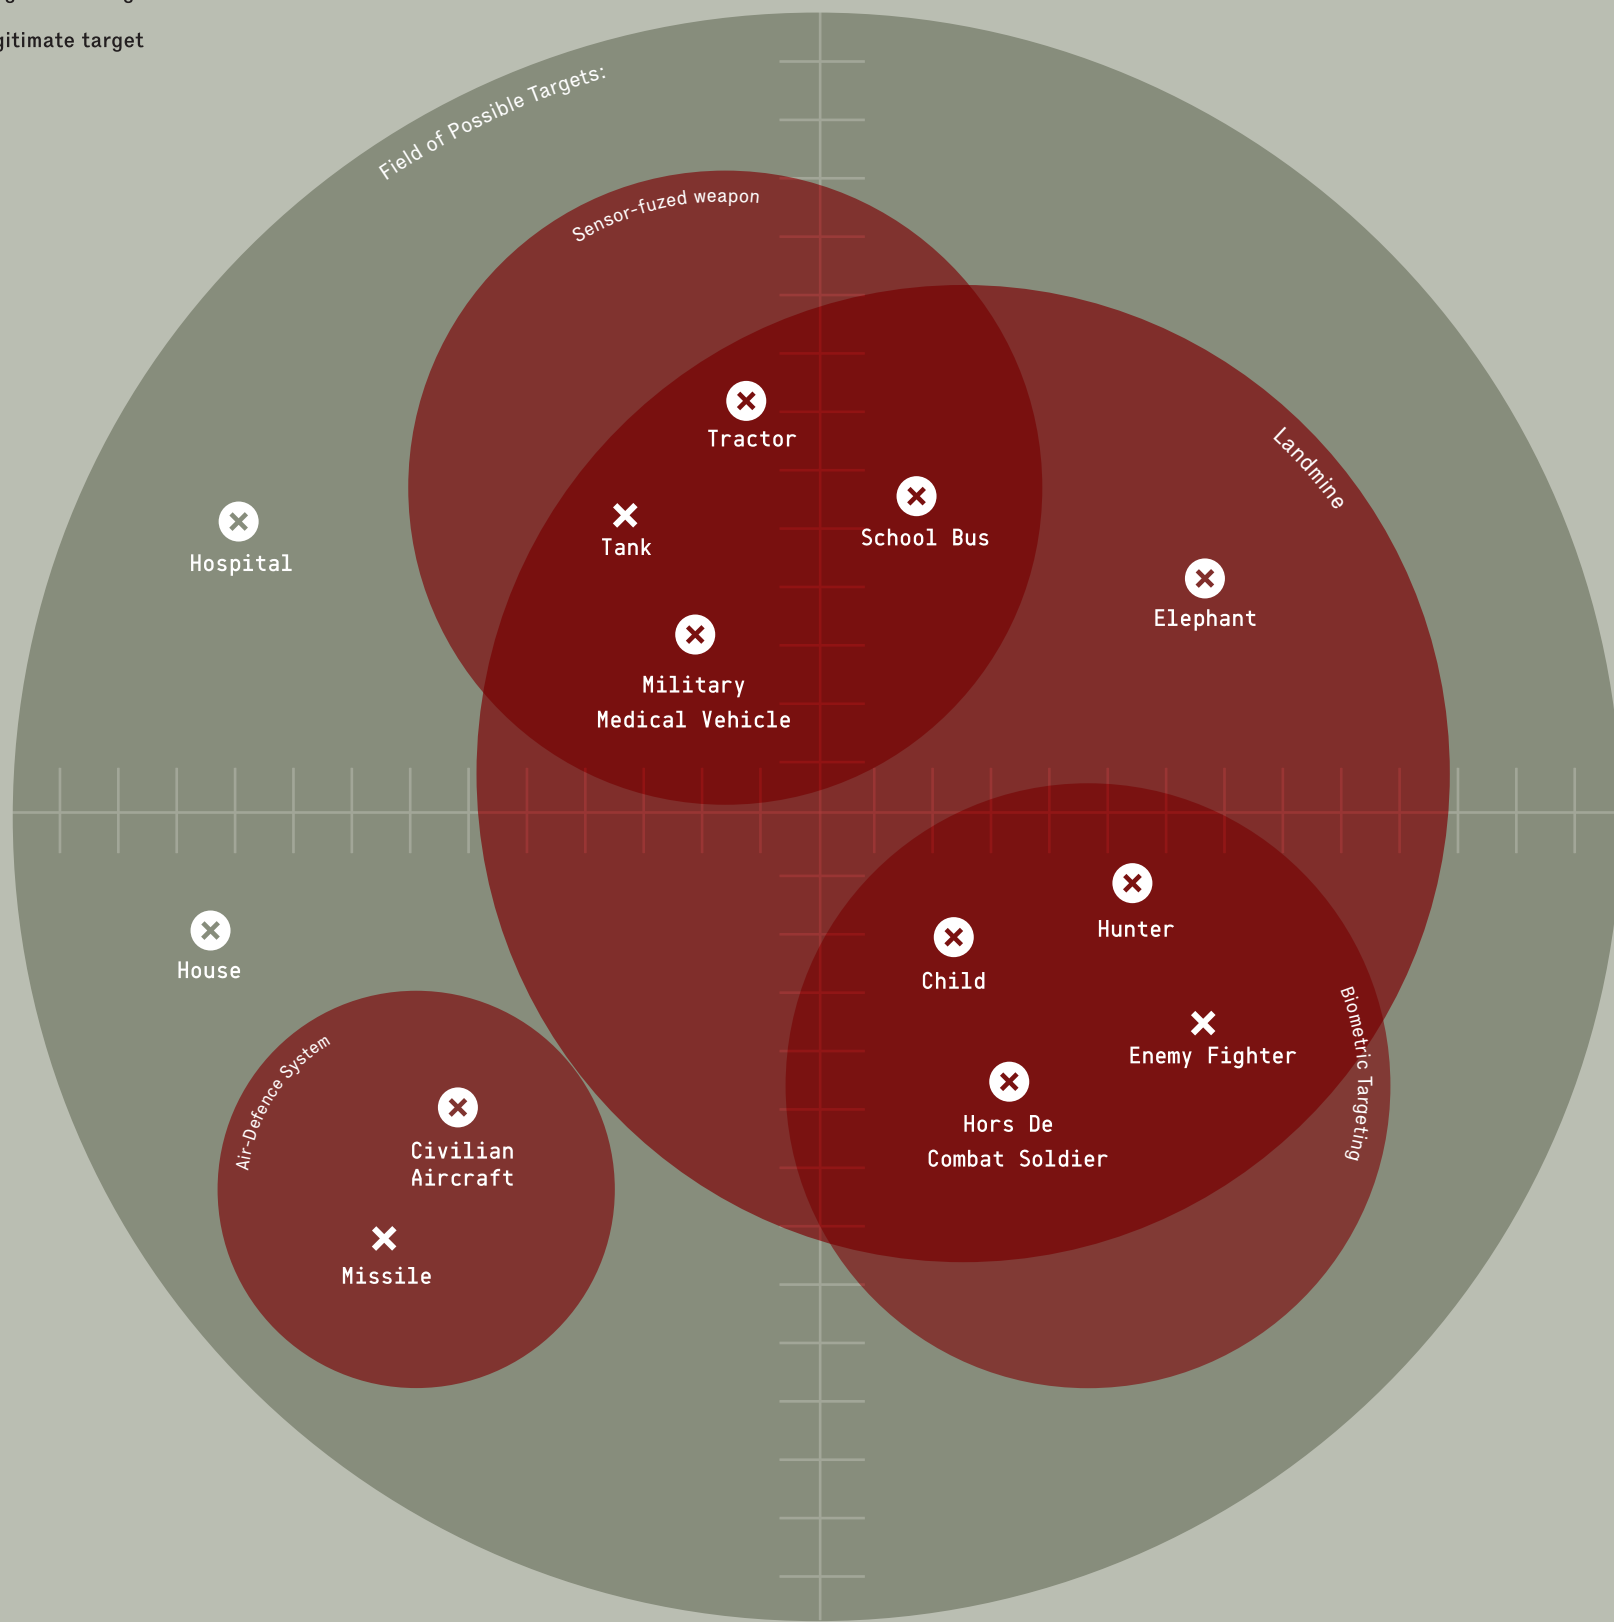 gitimate target
Field of Possible Targets:
Sensor-fuzed weapon
Landmine
Tractor
School Bus
Tank
Hospital
Elephant
Military
Medical Vehicle
Hunter
House
Child
Biometric Targeting
Enemy Fighter
Air-Defence System
Hors De
Combat Soldier
Civilian
Aircraft
Missile